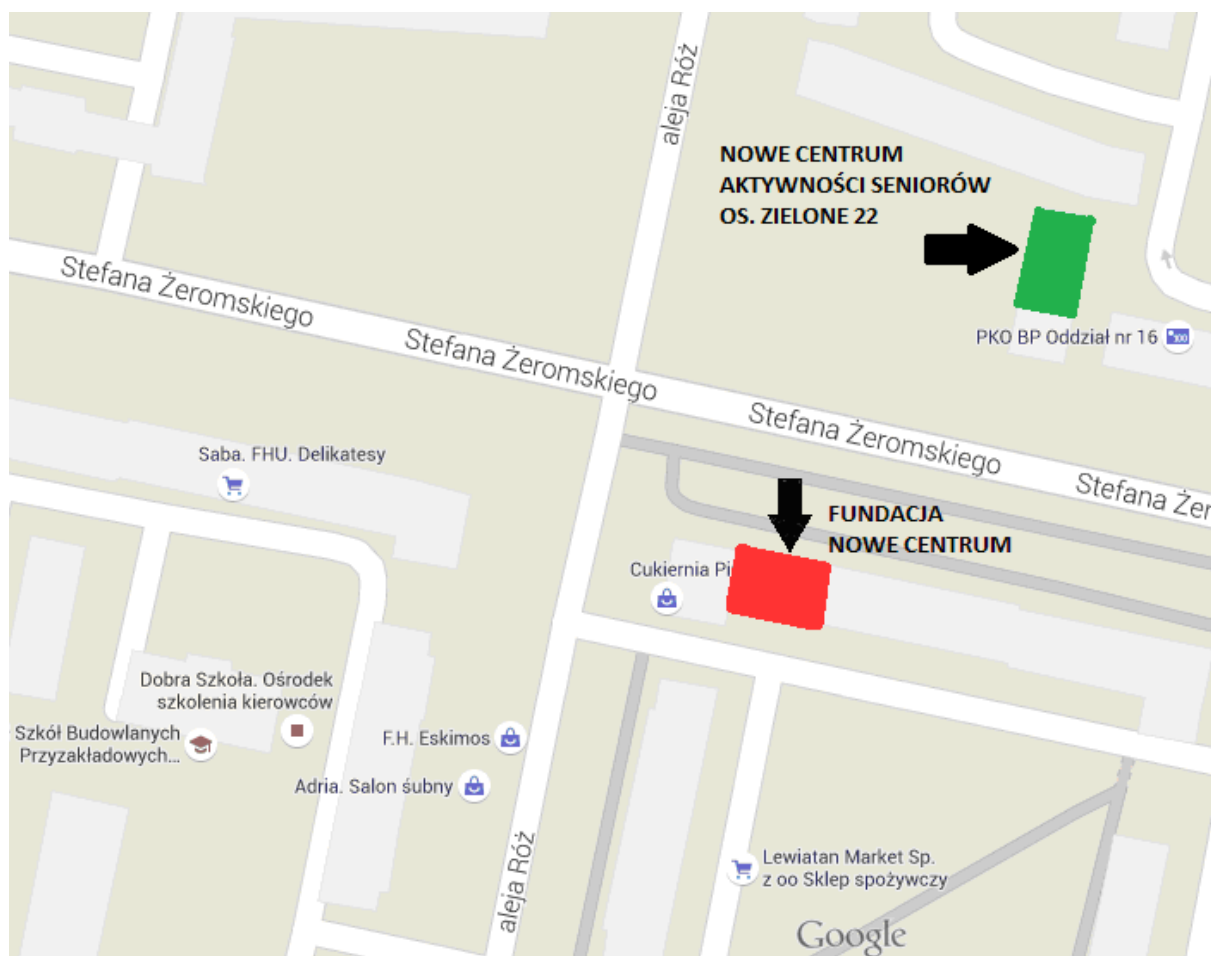 aleja Róż
NOWE CENTRUM
AKTYWNOŚCI SENIORÓW
OS. ZIELONE 22
Stefana Żeromskiego
Stefana Żeromskiego
PKO BP Oddział nr 16
Stefana Żeromskiego
Saba. FHU. Delikatesy
Stefana Żer
FUNDACJA
NOWE CENTRUM
Cukiernia Pi
Dobra Szkoła. Ośrodek
szkolenia kierowców
Szkół Budowlanych
Przyzakładowych...
F.H. Eskimos
Adria. Salon śubny
aleja Róż
Lewiatan Market Sp.
z oo Sklep spożywczy
Google